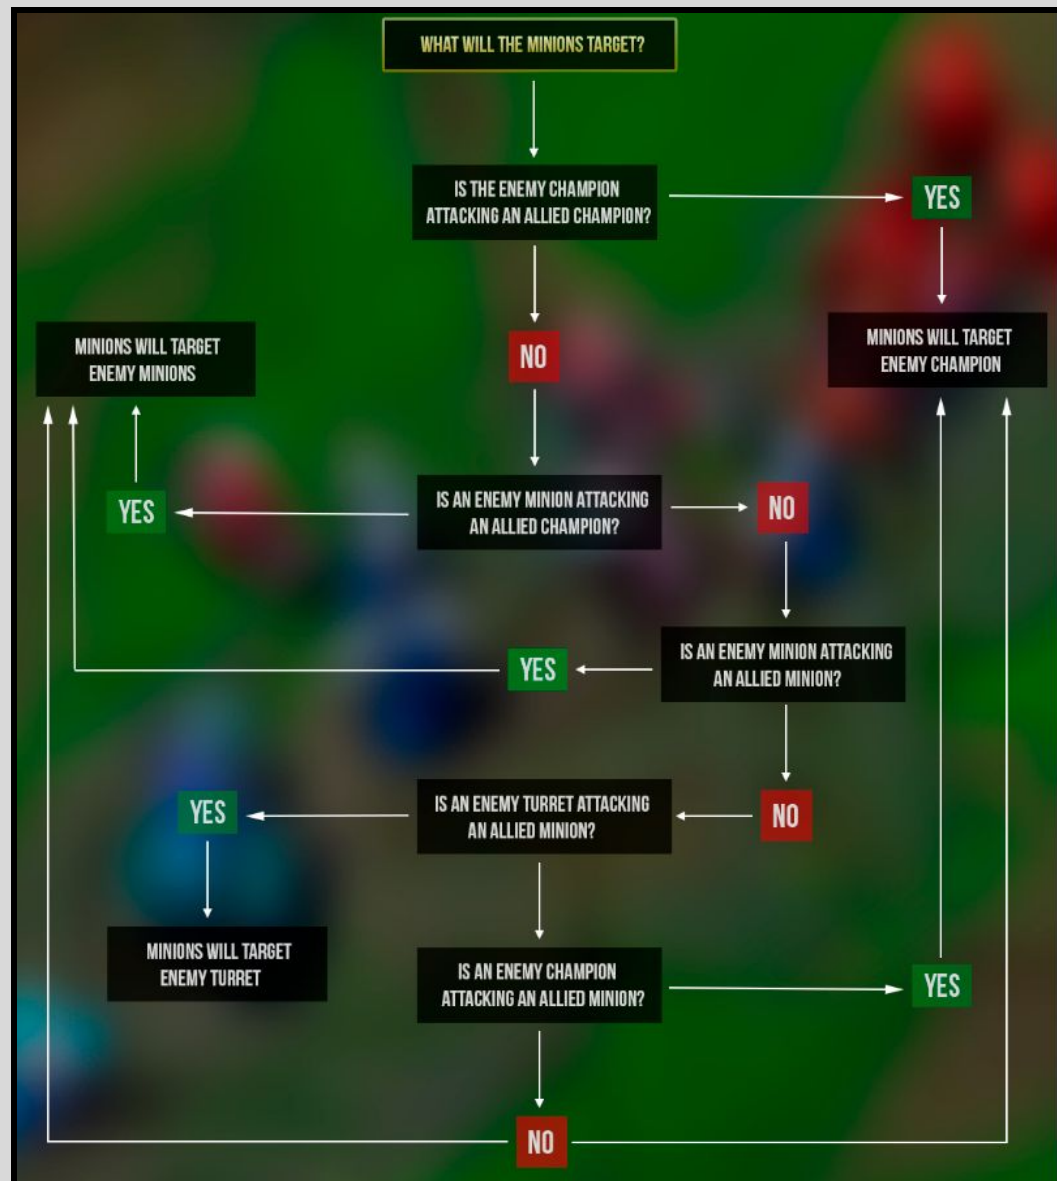 WHAT WILL THE MINIONS TARGET?
IS THE ENEMY CHAMPION
ATTACKING AN ALLIED CHAMPION?
YES
NO
MINIONS WILL TARGET
ENEMY MINIONS
MINIONS WILL TARGET
ENEMY CHAMPION
YES
IS AN ENEMY MINION ATTACKING
AN ALLIED CHAMPION?
NO
YES
IS AN ENEMY MINION ATTACKING
AN ALLIED MINION?
YES
IS AN ENEMY TURRET ATTACKING
AN ALLIED MINION?
NO
MINIONS WILL TARGET
ENEMY TURRET
IS AN ENEMY CHAMPION
ATTACKING AN ALLIED MINION?
YES
NO